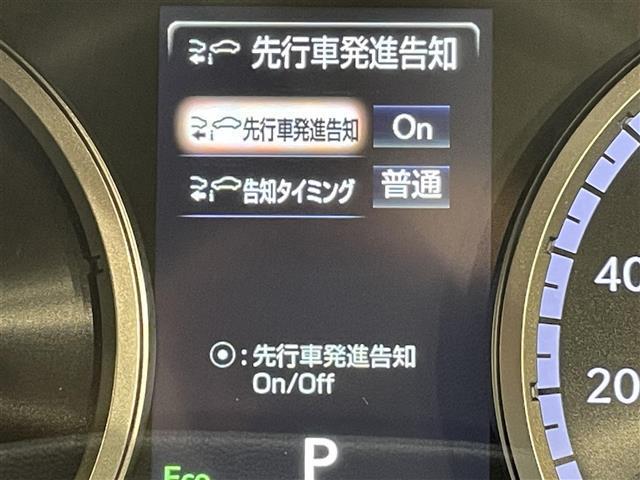 先行車発進告知
先行車発進告知 On
告知タイミング 普通
40
20
⦿:先行車発進告知
On/Off
P
Eco